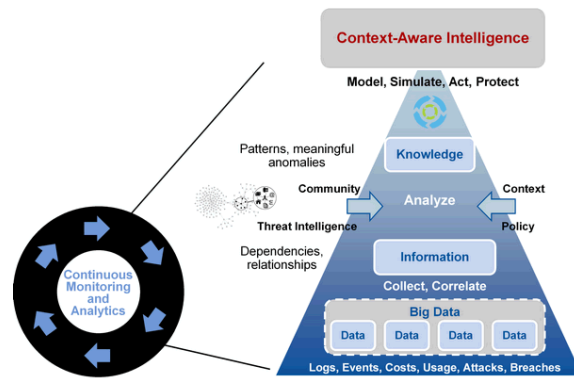 Context-Aware Intelligence
Model, Simulate, Act, Protect
Patterns, meaningful
anomalies
Knowledge
Community
Context
Analyze
Threat Intelligence
Policy
Dependencies,
relationships
Information
Collect, Correlate
Continuous
Monitoring
and
Analytics
Big Data
Data
Data
Data
Data
Logs, Events, Costs, Usage, Attacks, Breaches